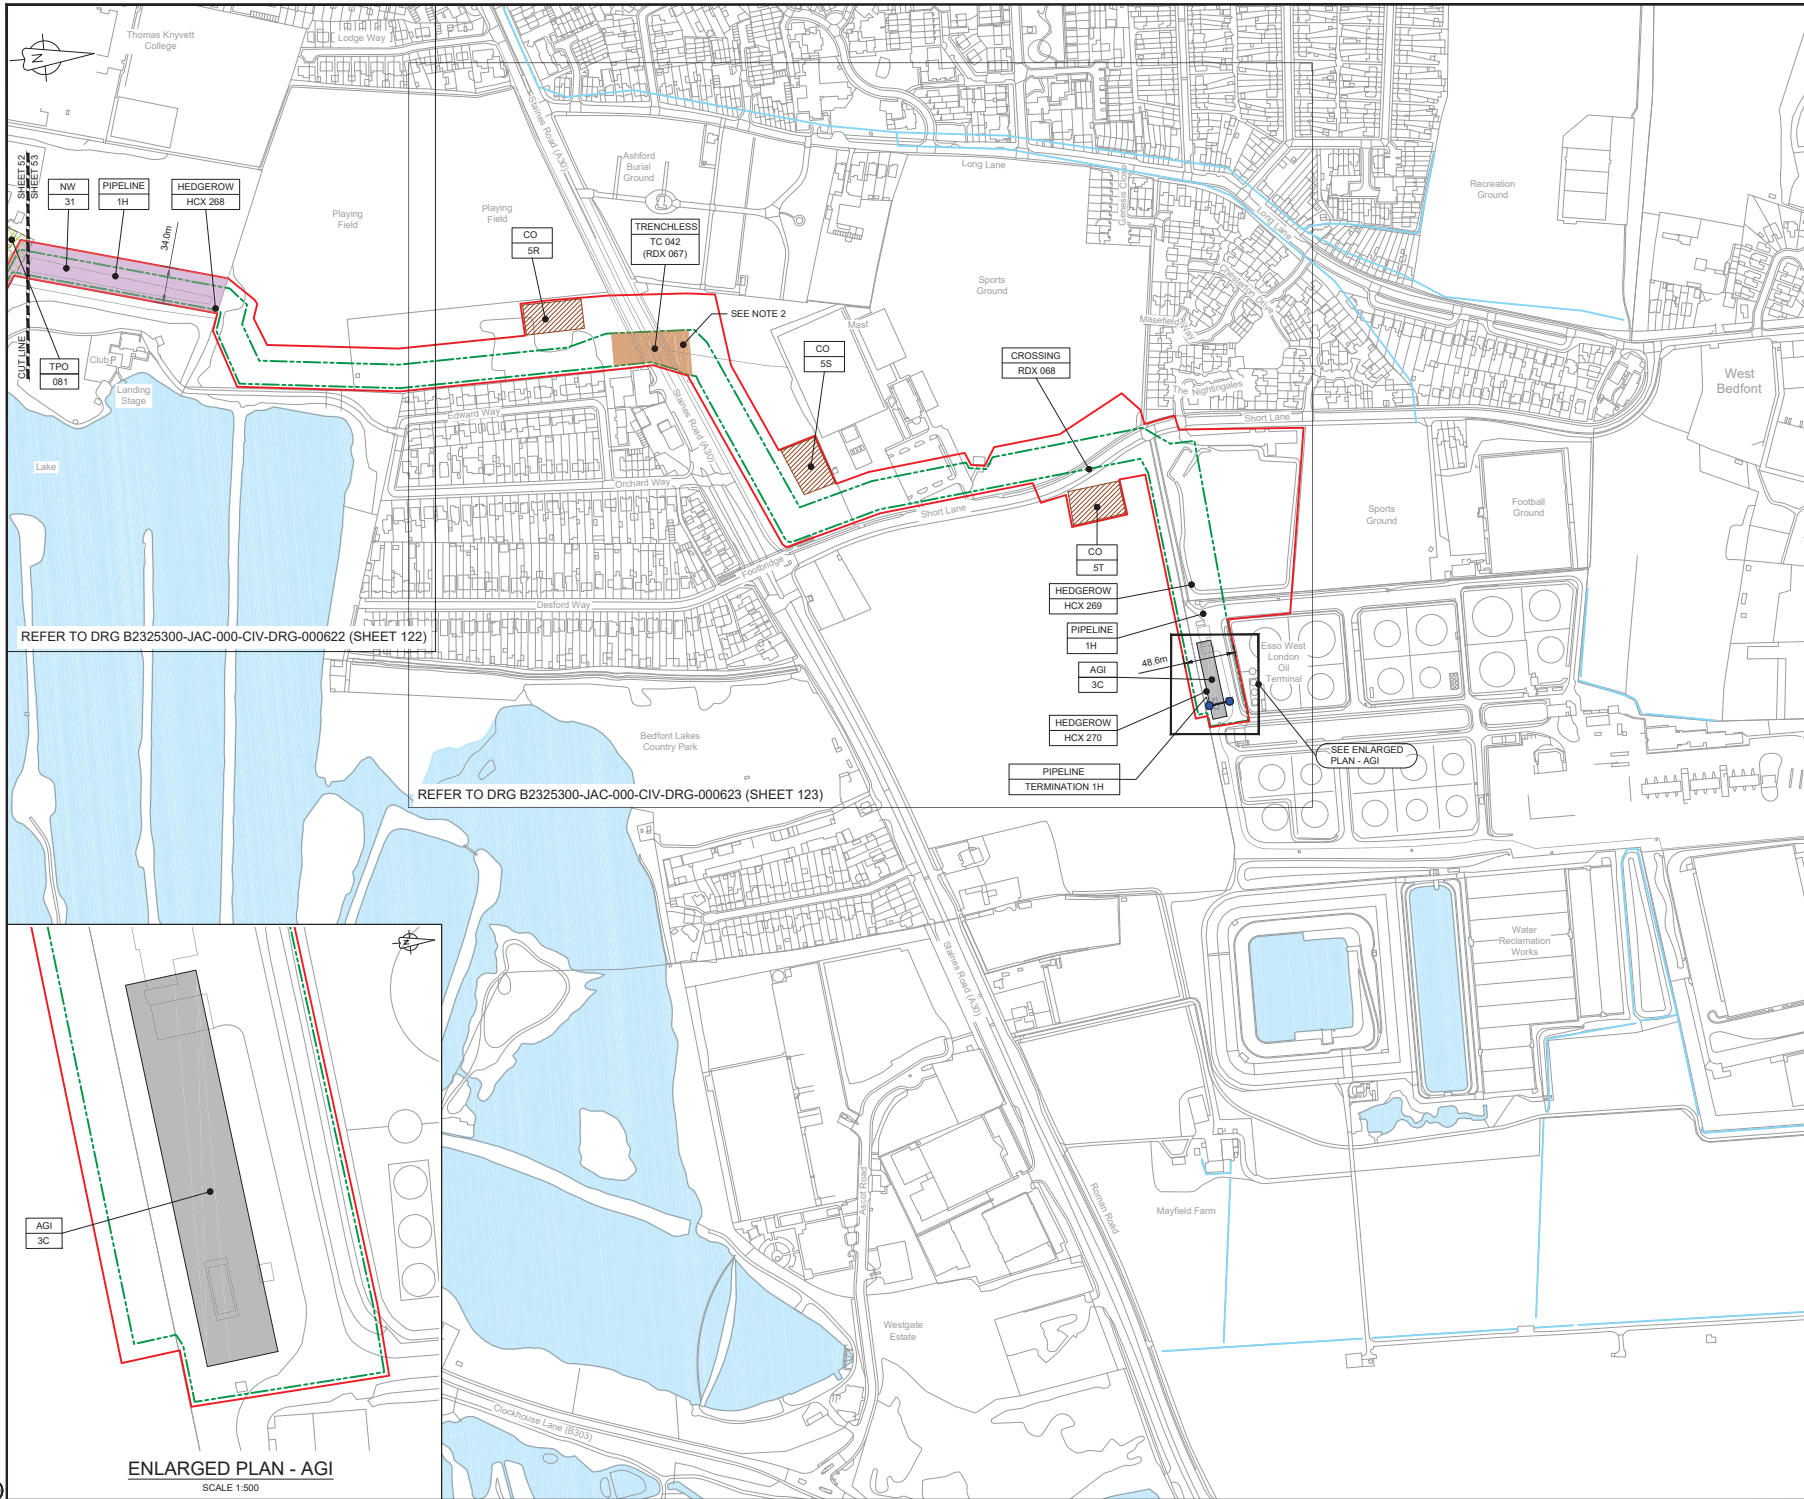 Thomas Knyvett
College
Lodge Way
N
SHEET 52
SHEET 53
CUT LINE
NW
31
PIPELINE
1H
HEDGEROW
HCX 268
34.0m
Playing
Field
Playing
Field
Staines Road (A30)
Ashford
Burial
Ground
Long Lane
Genesis Close
Long Lane
Recreation
Ground
CO
5R
TRENCHLESS
TC 042
(RDX 067)
SEE NOTE 2
Sports
Ground
Mast
Masefield Way
CO
5S
CROSSING
RDX 068
The Nightingales
Short Lane
West
Bedfont
TPO
081
Club
Landing
Stage
Lake
Edward Way
Staines Road (A30)
Orchard Way
Short Lane
Footbridge
Desford Way
Sports
Ground
Football
Ground
CO
5T
HEDGEROW
HCX 269
PIPELINE
1H
48.6m
AGI
3C
HEDGEROW
HCX 270
PIPELINE
TERMINATION 1H
Esso West
London
Oil
Terminal
SEE ENLARGED
PLAN - AGI
REFER TO DRG B2325300-JAC-000-CIV-DRG-000622 (SHEET 122)
Bedfont Lakes
Country Park
REFER TO DRG B2325300-JAC-000-CIV-DRG-000623 (SHEET 123)
Staines Road (A30)
Water
Reclamation
Works
Ascot Road
Roman Road
Mayfield Farm
Westgate
Estate
Clockhouse Lane (B303)
N
AGI
3C
ENLARGED PLAN - AGI
SCALE 1:500